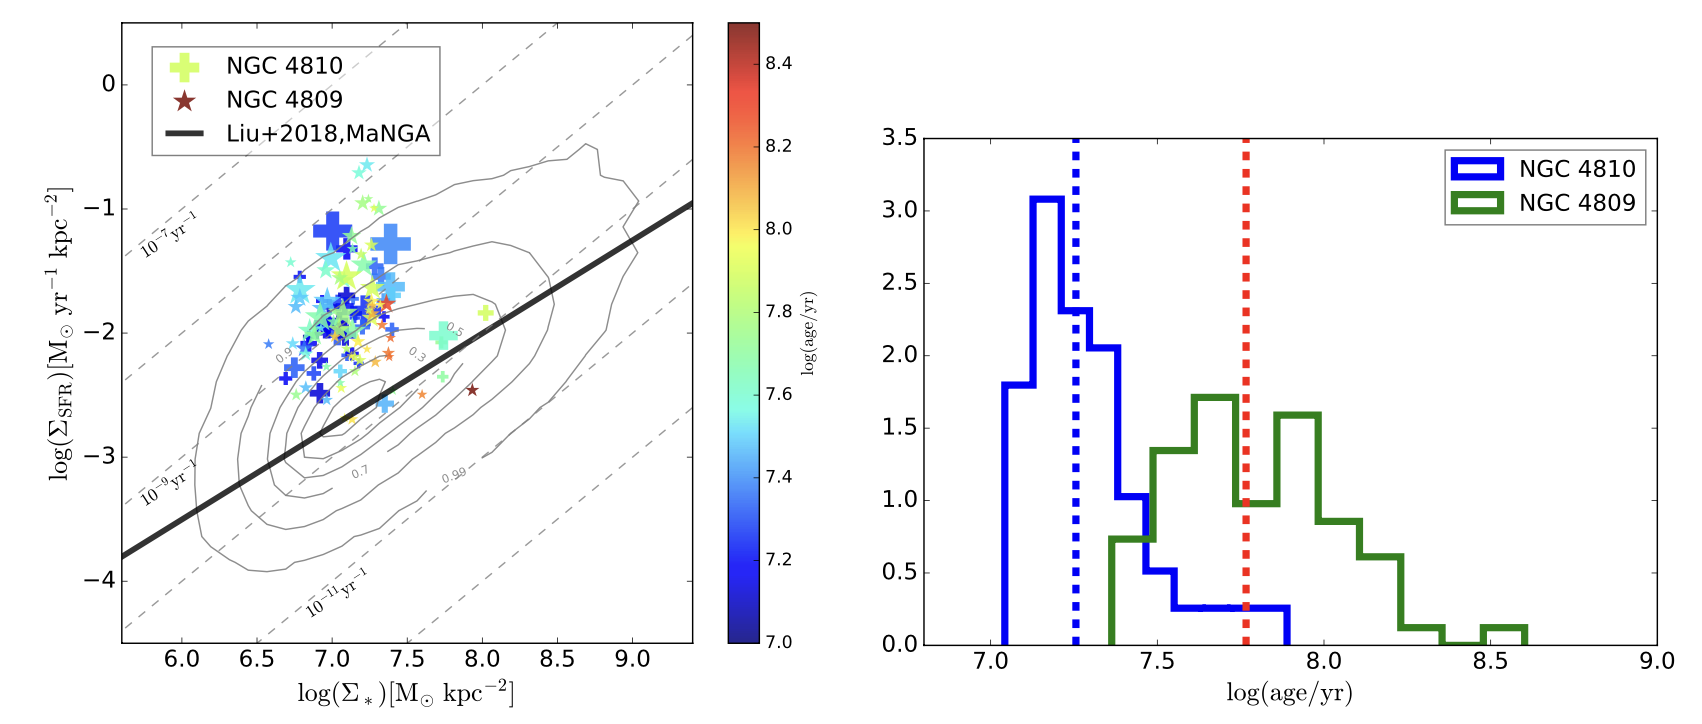 NGC 4810
NGC 4809
Liu+2018,MaNGA
0
−1
−2
−3
−4
6.0 6.5 7.0 7.5 8.0 8.5 9.0
log(Σ∗)[M⊙ kpc−2]
log(ΣSFR)[M⊙ yr−1 kpc−2]
10−7yr−1
10−9yr−1
10−11yr−1
0.9
0.5
0.3
0.7
0.99
8.4
8.2
8.0
7.8
7.6
7.4
7.2
7.0
log(age/yr)
NGC 4810
NGC 4809
3.5
3.0
2.5
2.0
1.5
1.0
0.5
0.0
7.0 7.5 8.0 8.5 9.0
log(age/yr)